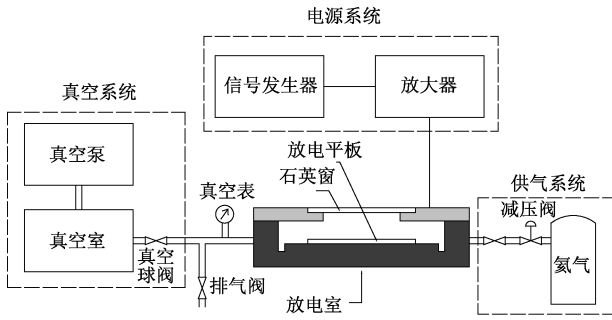 电源系统
信号发生器
放大器
真空系统
真空泵
真空室
真空
球阀
真空表
排气阀
放电平板
石英窗
放电室
供气系统
减压阀
氦气